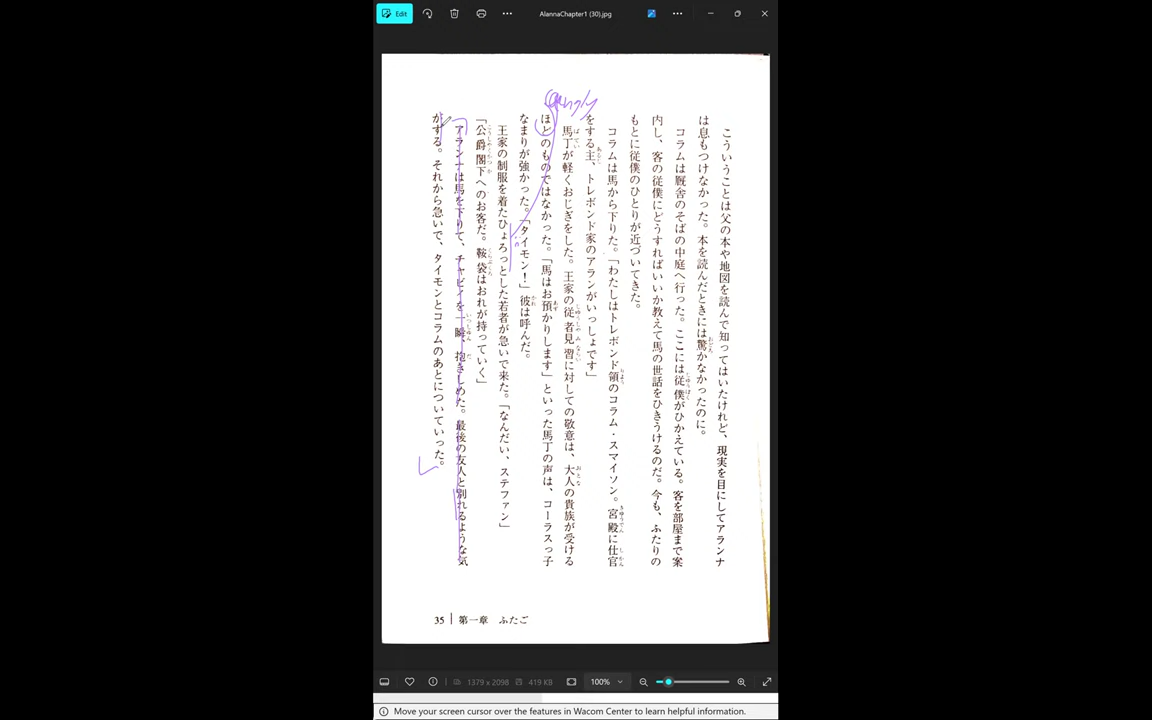 Edit
AlannaChapter1 (30).jpg
こういうことは父の本や地図を読んで知ってはいたけれど、現実を目にしてアランナ
は息もつけなかった。本を読んだときには驚かなかったのに。
コラムは厩舎のそばの中庭へ行った。ここには従僕がひかえている。客を部屋まで案
内し、客の従僕にどうすればいいか教えて馬の世話をひきうけるのだ。今も、ふたりの
もとに従僕のひとりが近づいてきた。
コラムは馬から下りた。「わたしはトレボンド領のコラム・スマイソン。宮殿に仕官
をする主、トレボンド家のアランがいっしょです」
馬丁が軽くおじぎをした。王家の従者見習に対しての敬意は、大人の貴族が受ける
ほどのものではなかった。「馬はお預かりします」といった馬丁の声は、コーラスっ子
なまりが強かった。「タイモン！」彼は呼んだ。
王家の制服を着たひょろっとした若者が急いで来た。「なんだい、ステファン」
「公爵閣下へのお客だ。鞍袋はおれが持っていく」
アランナは馬を下りて、チャビィを一瞬、抱きしめた。最後の友人と別れるような気
がする。それから急いで、タイモンとコラムのあとについていった。
35 第一章 ふたご
1379 x 2098
419 KB
100%
Move your screen cursor over the features in Wacom Center to learn helpful information.